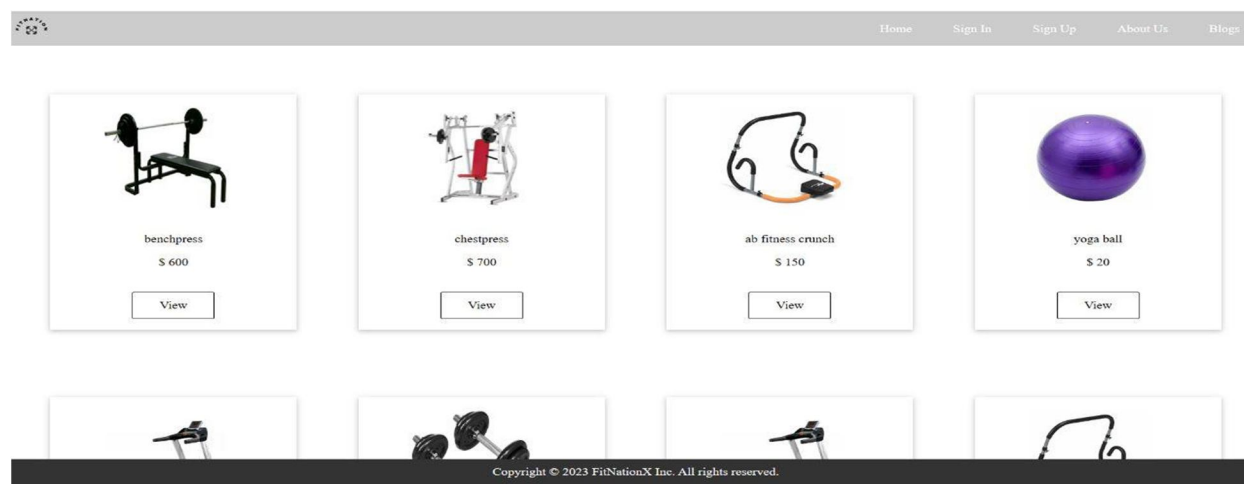 FITNATION
Home Sign In Sign Up About Us Blogs
benchpress chestpress ab fitness crunch yoga ball
$ 600 $ 700 $ 150 $ 20
View View View View
Copyright © 2023 FitNationX Inc. All rights reserved.